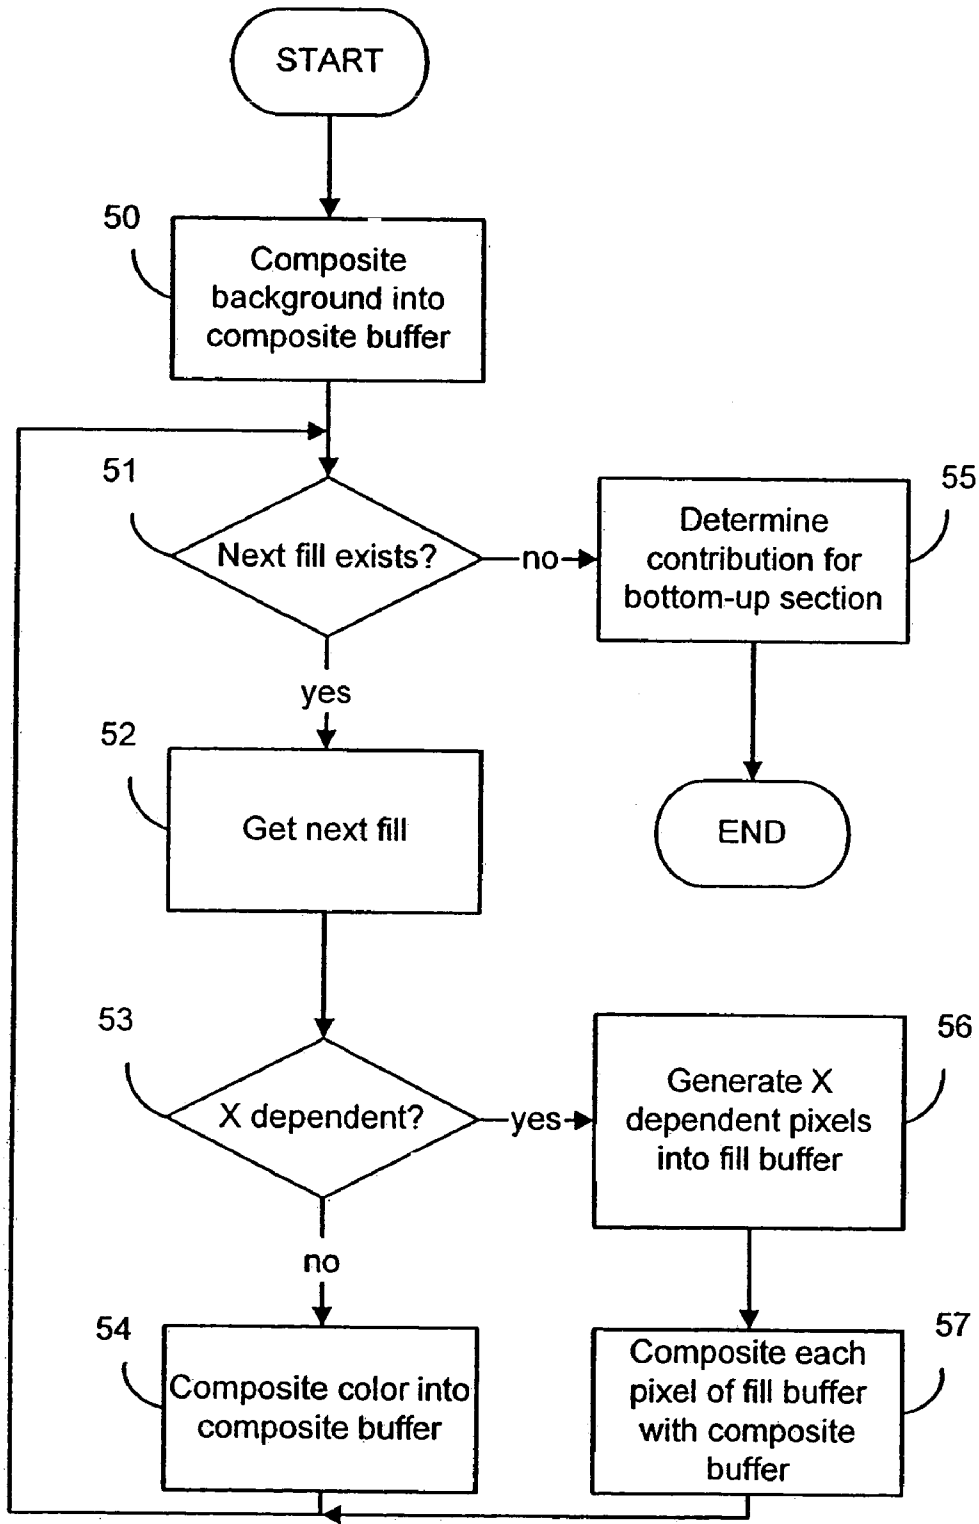 START
50
Composite
background into
composite buffer
51
Next fill exists?
no
55
Determine
contribution for
bottom-up section
yes
52
Get next fill
END
53
X dependent?
yes
56
Generate X
dependent pixels
into fill buffer
no
54
Composite color into
composite buffer
57
Composite each
pixel of fill buffer
with composite
buffer